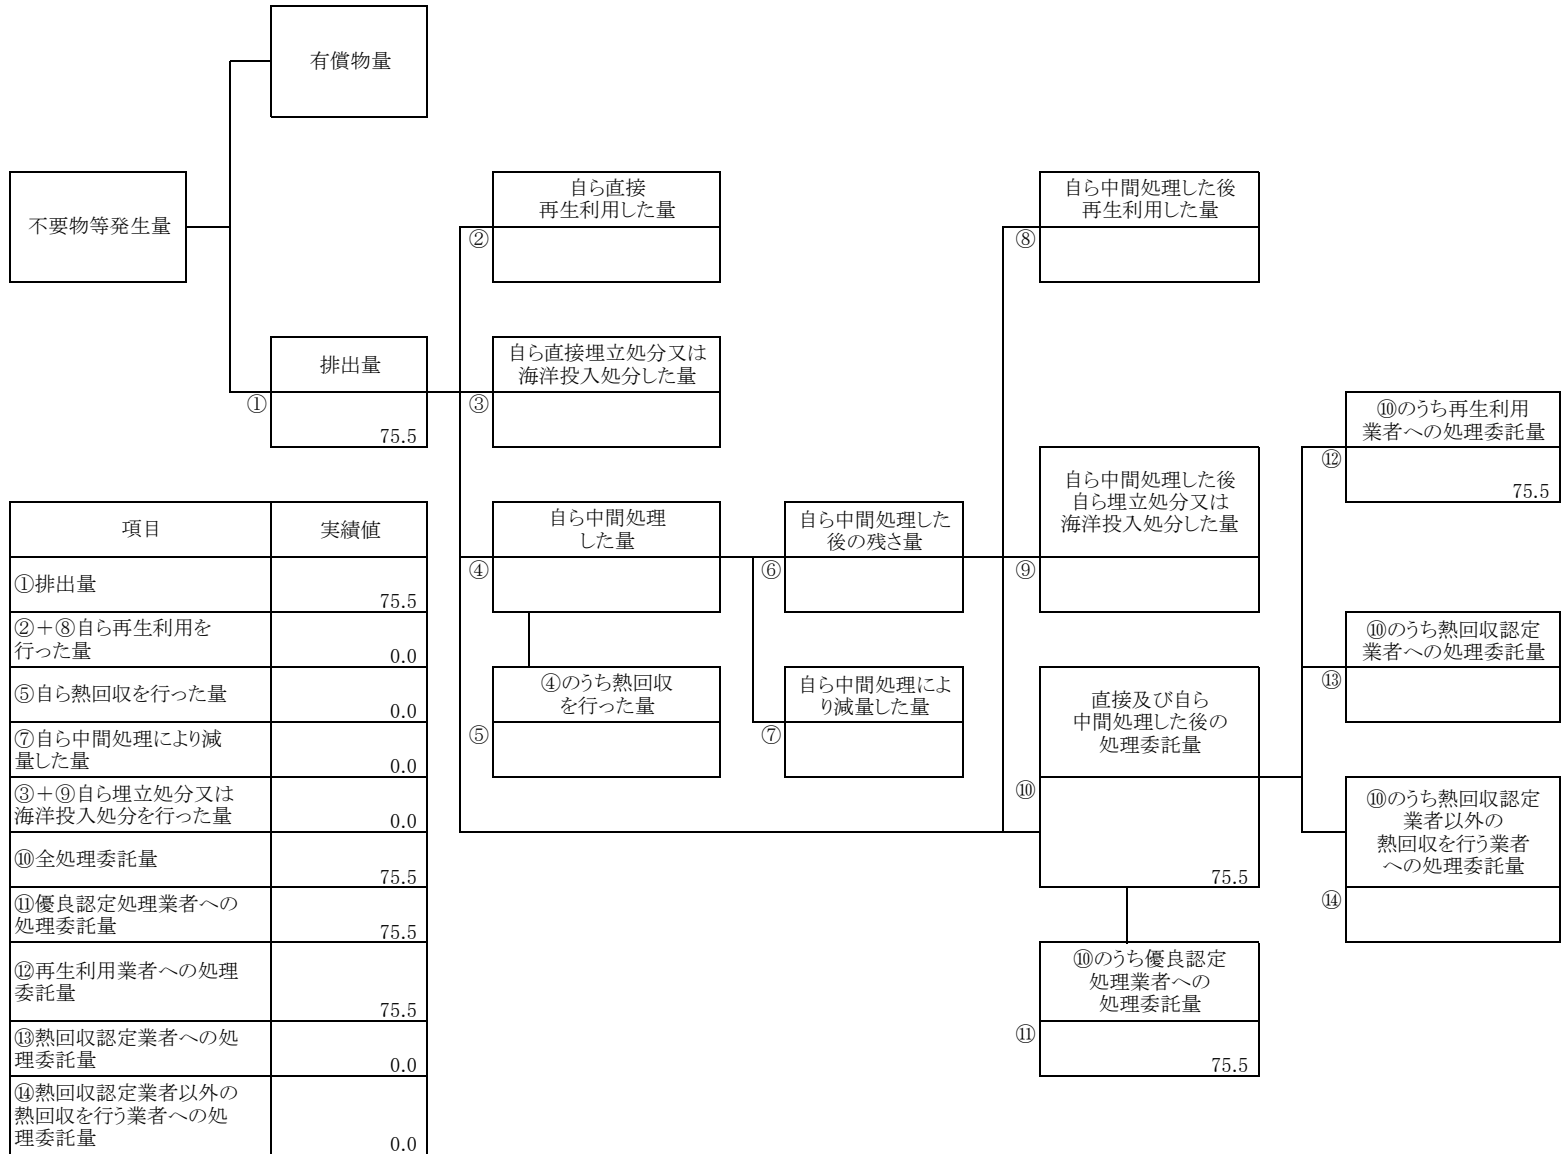 有償物量
不要物等発生量
自ら直接
再生利用した量
②
自ら中間処理した後
再生利用した量
⑧
排出量
①
75.5
自ら直接埋立処分又は
海洋投入処分した量
③
⑩のうち再生利用
業者への処理委託量
⑫
75.5
自ら中間処理
した量
④
自ら中間処理した
後の残さ量
⑥
自ら中間処理した後
自ら埋立処分又は
海洋投入処分した量
⑨
⑩のうち熱回収認定
業者への処理委託量
⑬
④のうち熱回収
を行った量
⑤
自ら中間処理によ
り減量した量
⑦
直接及び自ら
中間処理した後の
処理委託量
⑩
75.5
⑩のうち熱回収認定
業者以外の
熱回収を行う業者
への処理委託量
⑭
⑩のうち優良認定
処理業者への
処理委託量
⑪
75.5
項目 実績値
①排出量
75.5
②＋⑧自ら再生利用を
行った量
0.0
⑤自ら熱回収を行った量
0.0
⑦自ら中間処理により減
量した量
0.0
③＋⑨自ら埋立処分又は
海洋投入処分を行った量
0.0
⑩全処理委託量
75.5
⑪優良認定処理業者への
処理委託量
75.5
⑫再生利用業者への処理
委託量
75.5
⑬熱回収認定業者への処
理委託量
0.0
⑭熱回収認定業者以外の
熱回収を行う業者への処
理委託量
0.0